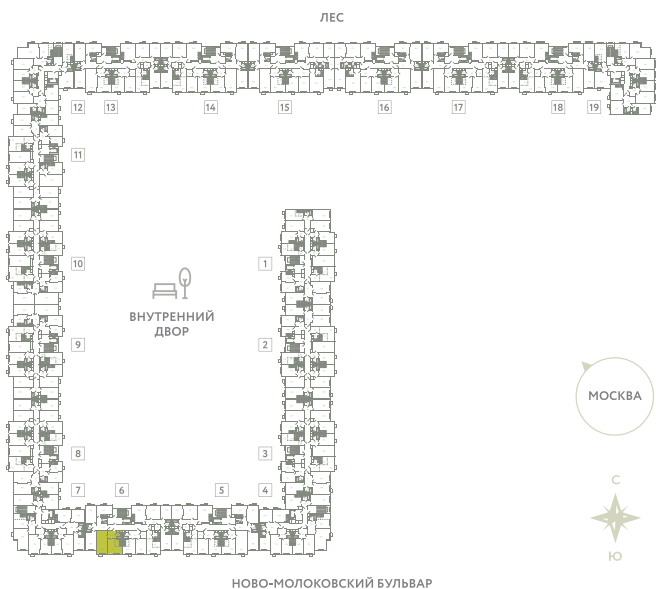 ЛЕС
12 13 14 15 16 17 18 19
11
10 1
ВНУТРЕННИЙ
ДВОР
9 2
МОСКВА
8 3
7 6 5 4
С
Ю
НОВО-МОЛОКОВСКИЙ БУЛЬВАР